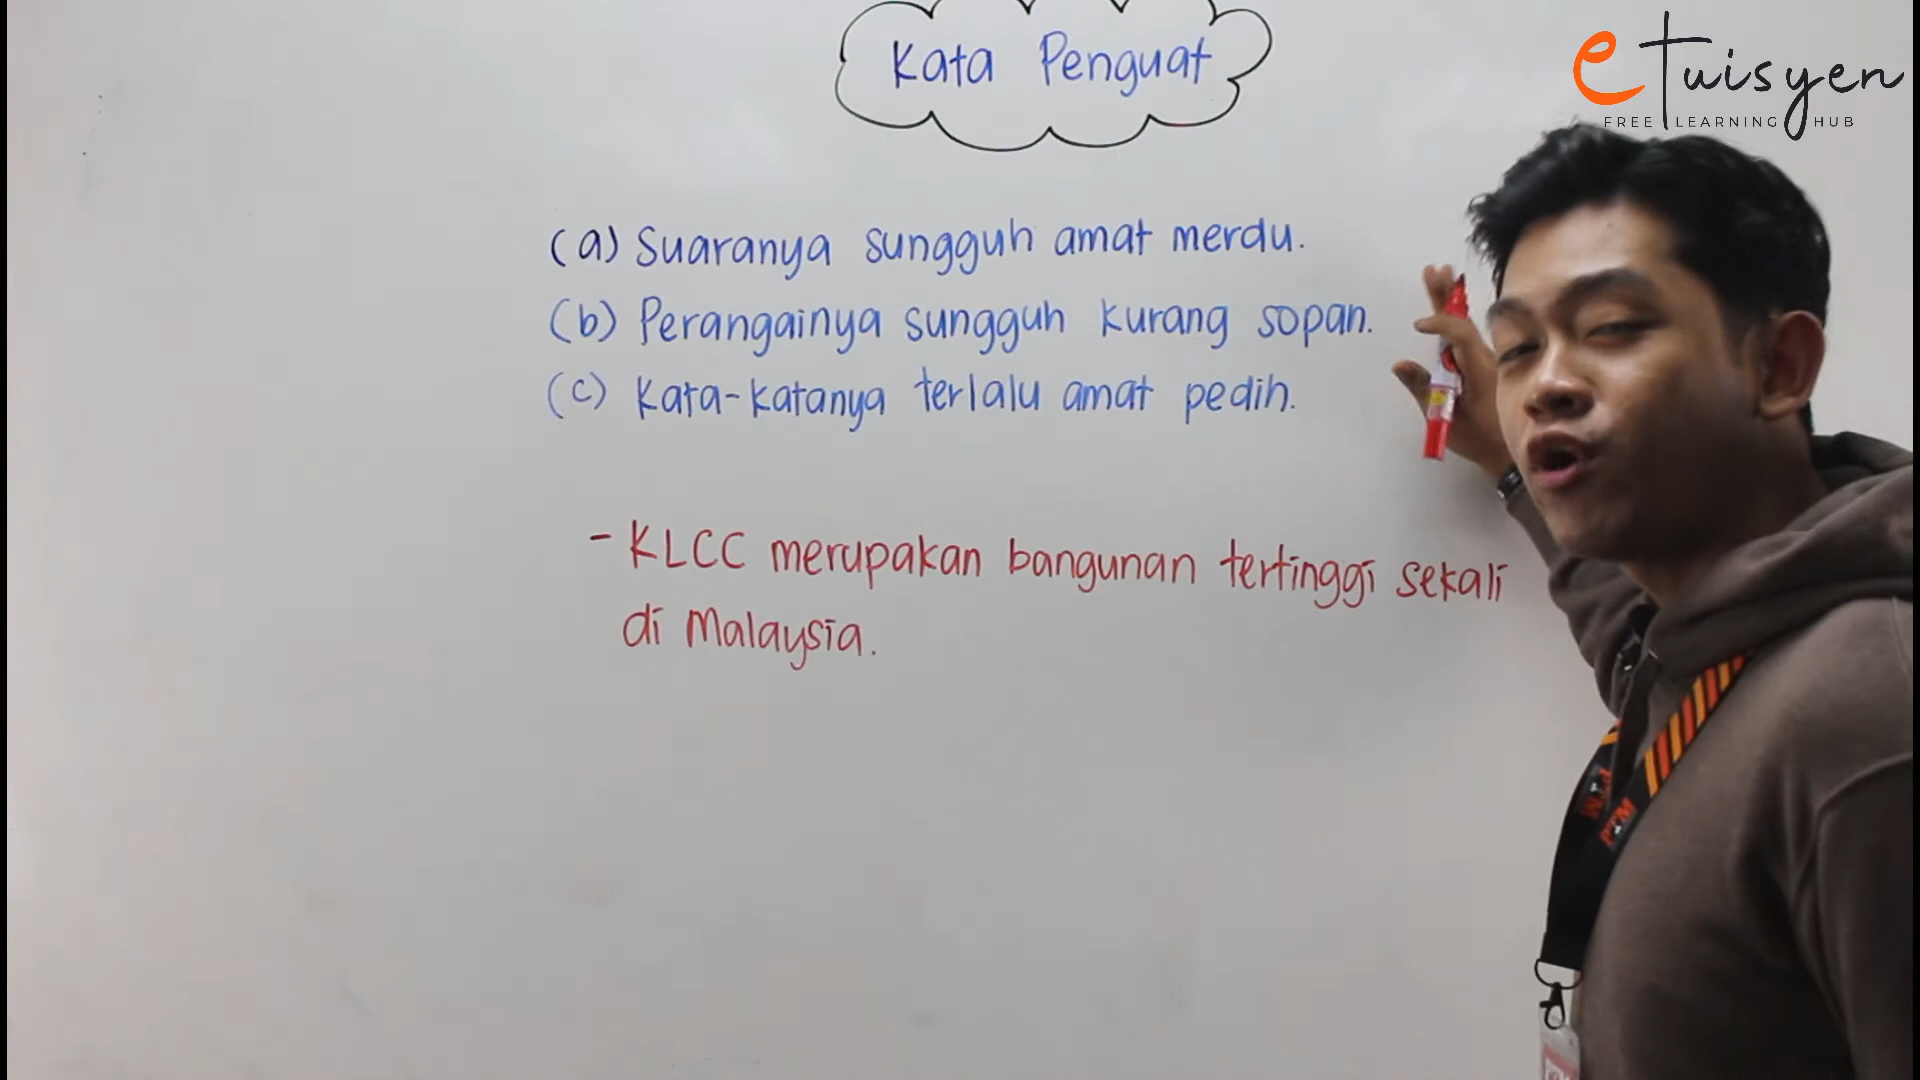 Kata Penguat
eTuisyen
FREE LEARNING HUB
(a) Suaranya sungguh amat merdu.
(b) Perangainya sungguh kurang sopan.
(c) Kata-katanya terlalu amat pedih.
- KLCC merupakan bangunan tertinggi sekali
di Malaysia.